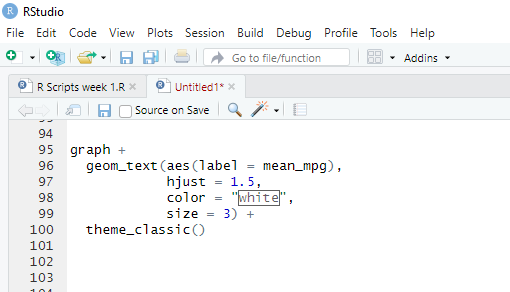 RStudio
File Edit Code View Plots Session Build Debug Profile Tools Help
Go to file/function Addins
R Scripts week 1.R Untitled1*
Source on Save
94
95 graph +
96 geom_text(aes(label = mean_mpg),
97 hjust = 1.5,
98 color = "white",
99 size = 3) +
100 theme_classic()
101
102
103